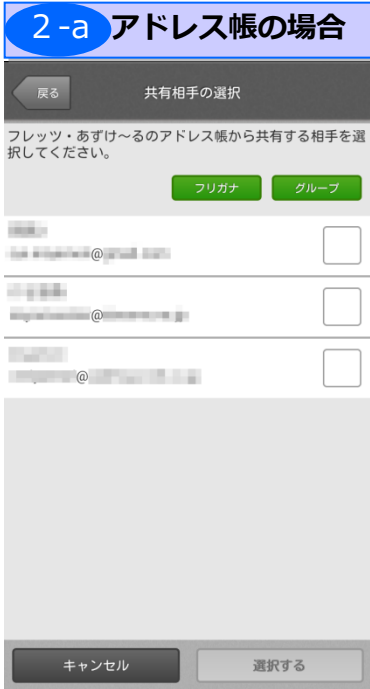 2-a アドレス帳の場合
戻る 共有相手の選択
フレッツ・あずけ～るのアドレス帳から共有する相手を選
択してください。
フリガナ グループ
@
@
@
キャンセル 選択する